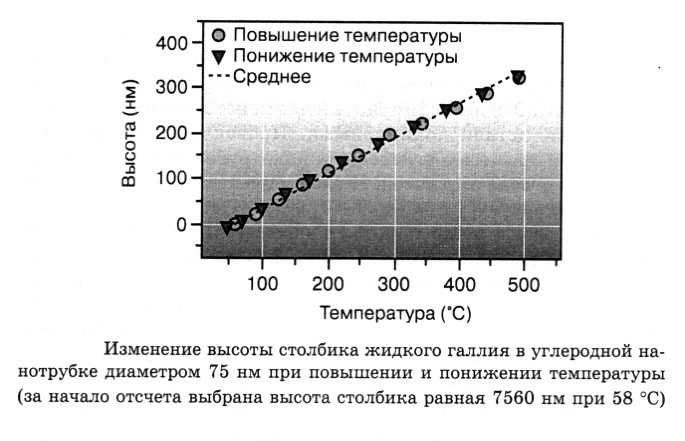 400
300
200
100
0
Высота (нм)
Повышение температуры
Понижение температуры
Среднее
100 200 300 400 500
Температура (°C)
Изменение высоты столбика жидкого галлия в углеродной на-
нотрубке диаметром 75 нм при повышении и понижении температуры
(за начало отсчета выбрана высота столбика равная 7560 нм при 58 °C)